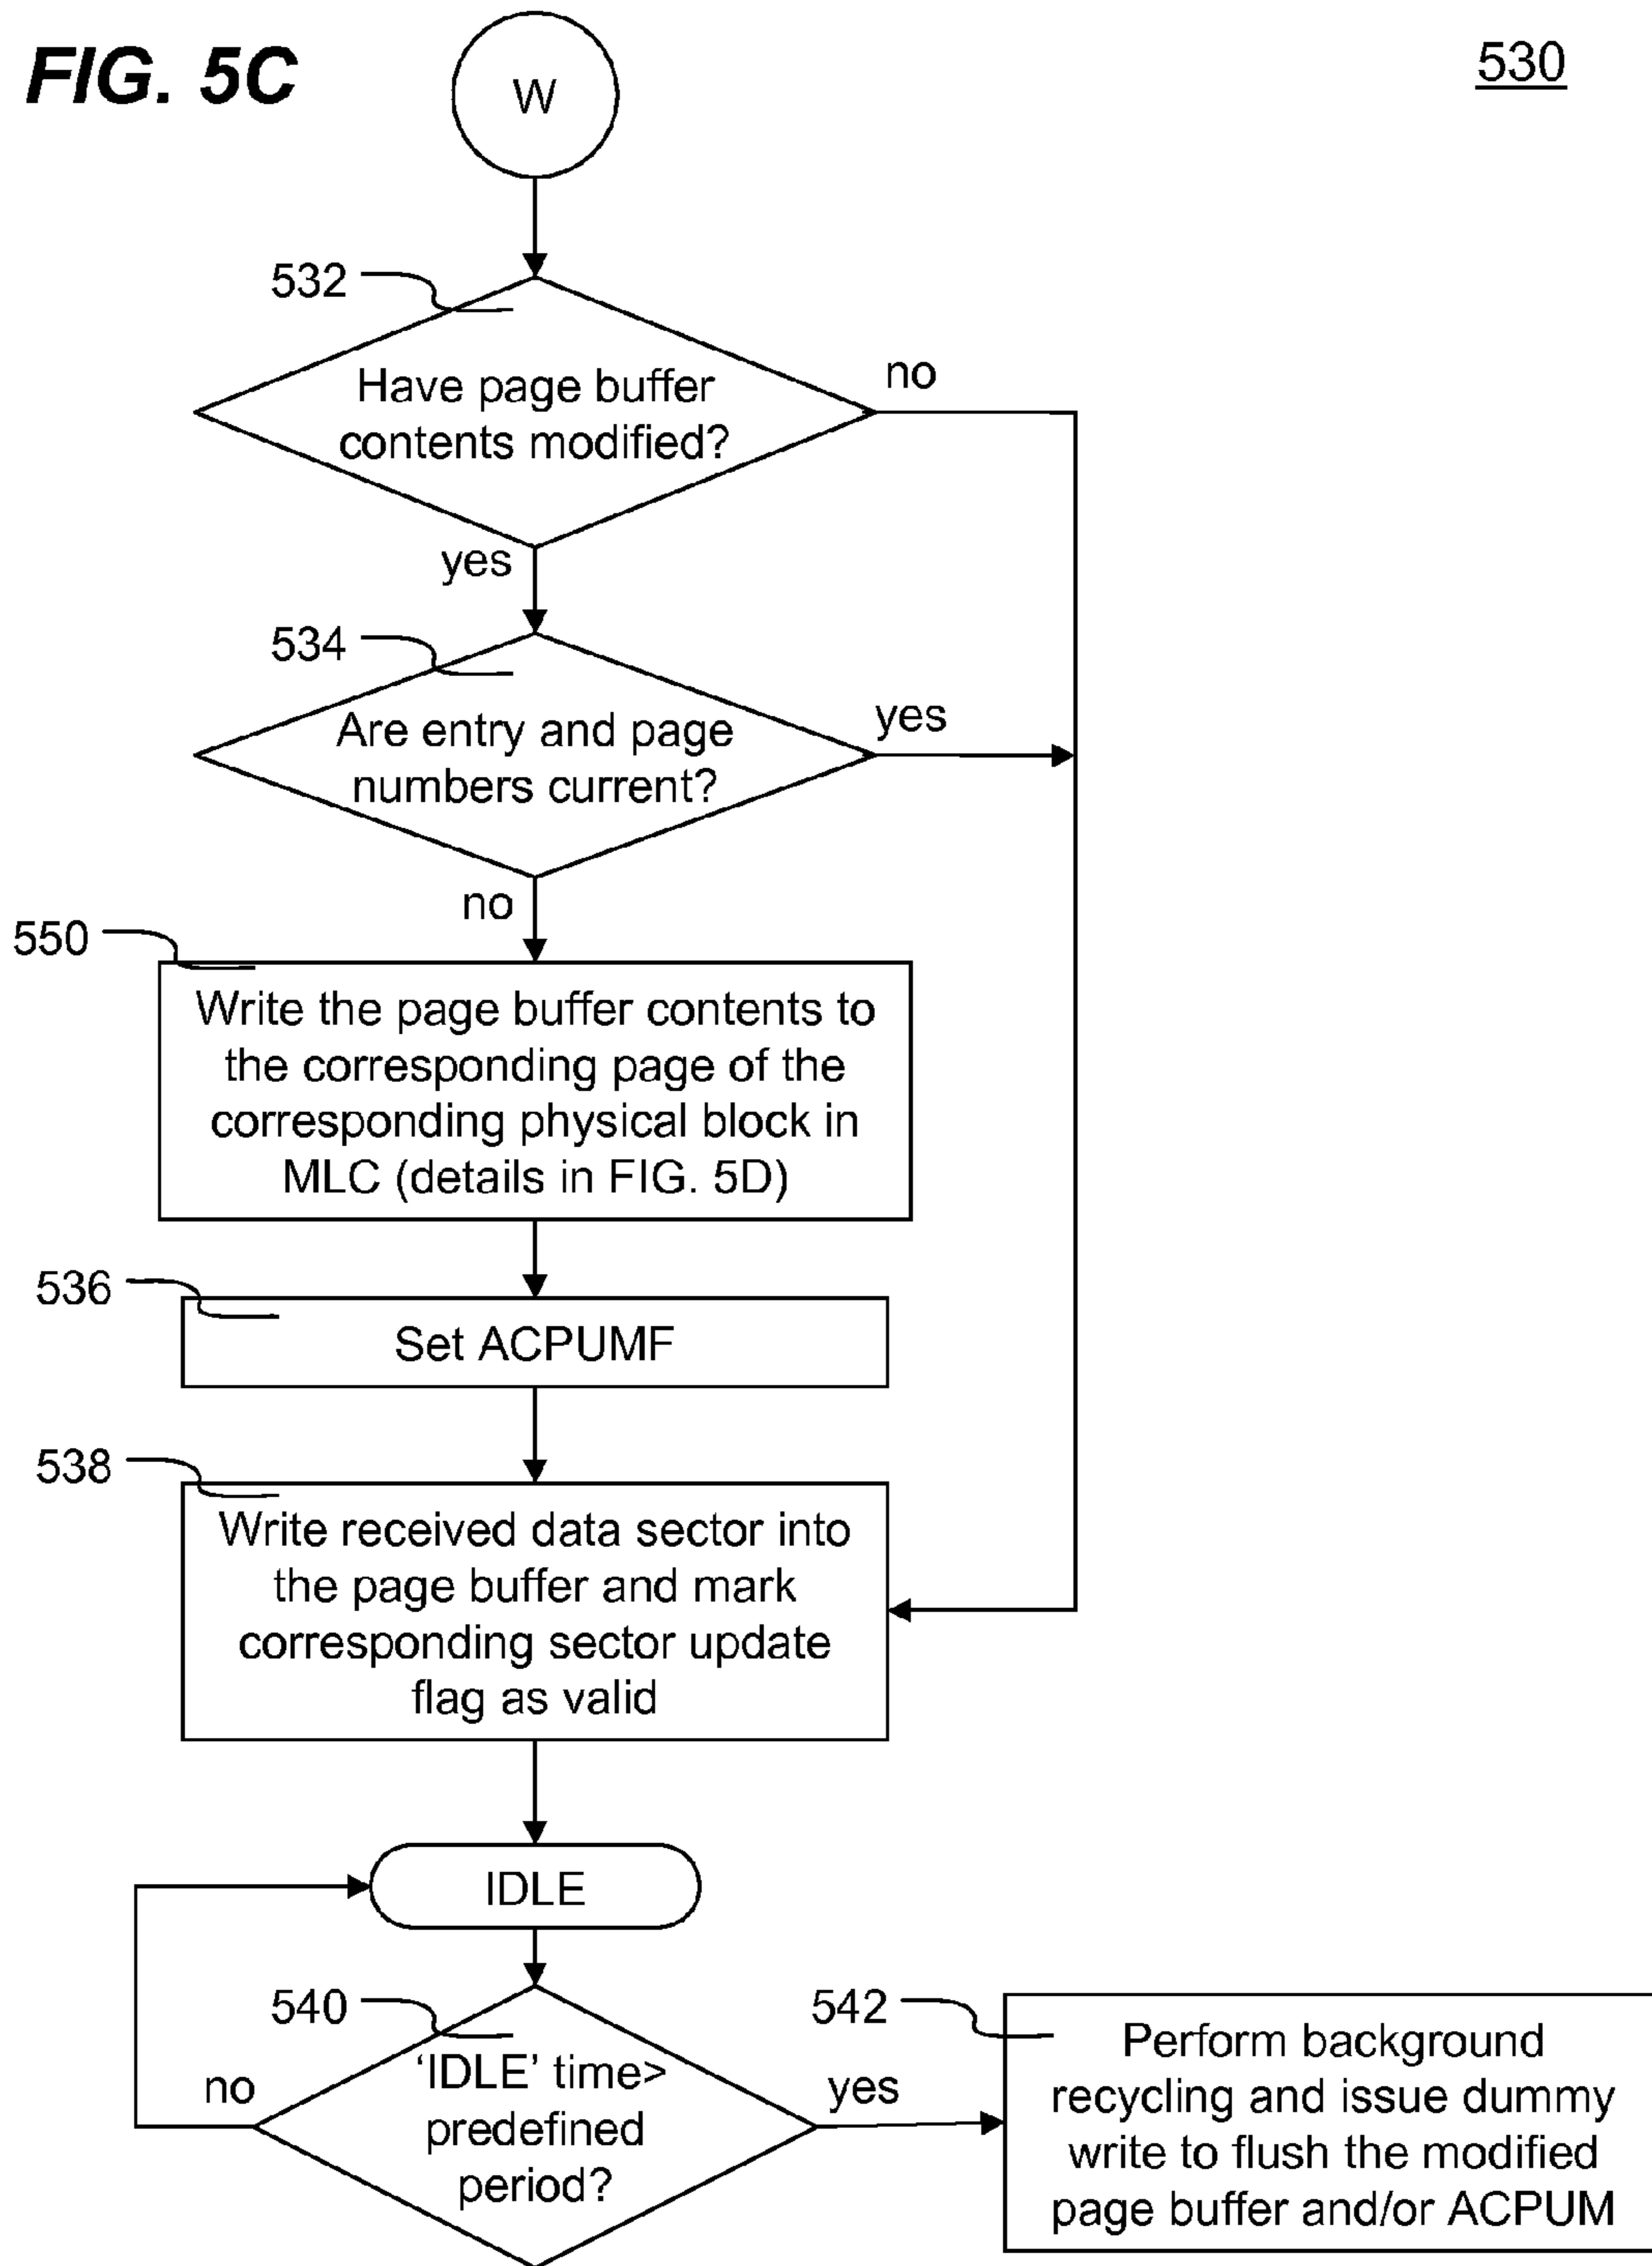 FIG. 5C
530
W
532
Have page buffer
contents modified?
no
yes
534
Are entry and page
numbers current?
yes
no
550
Write the page buffer contents to
the corresponding page of the
corresponding physical block in
MLC (details in FIG. 5D)
536
Set ACPUMF
538
Write received data sector into
the page buffer and mark
corresponding sector update
flag as valid
IDLE
540
‘IDLE’ time>
predefined
period?
no
yes
542
Perform background
recycling and issue dummy
write to flush the modified
page buffer and/or ACPUM